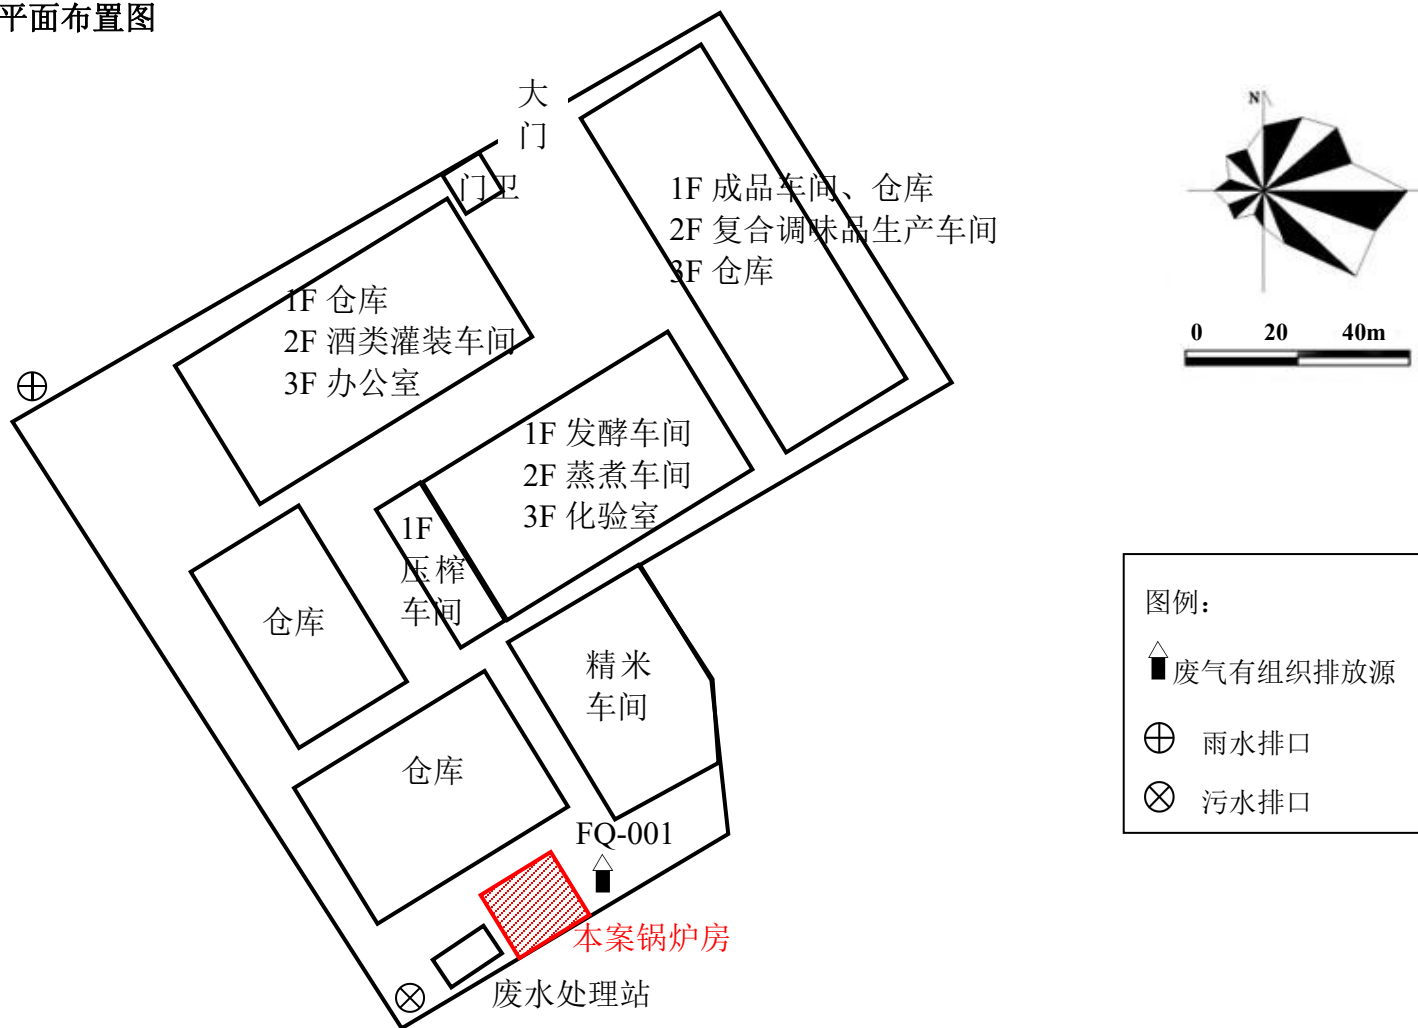 平面布置图
大
门
门卫
N
1F 成品车间、仓库
2F 复合调味品生产车间
3F 仓库
0 20 40m
1F 仓库
2F 酒类灌装车间
3F 办公室
1F 发酵车间
2F 蒸煮车间
3F 化验室
1F
压榨
车间
仓库
精米
车间
仓库
FQ-001
本案锅炉房
废水处理站
图例：
废气有组织排放源
雨水排口
污水排口